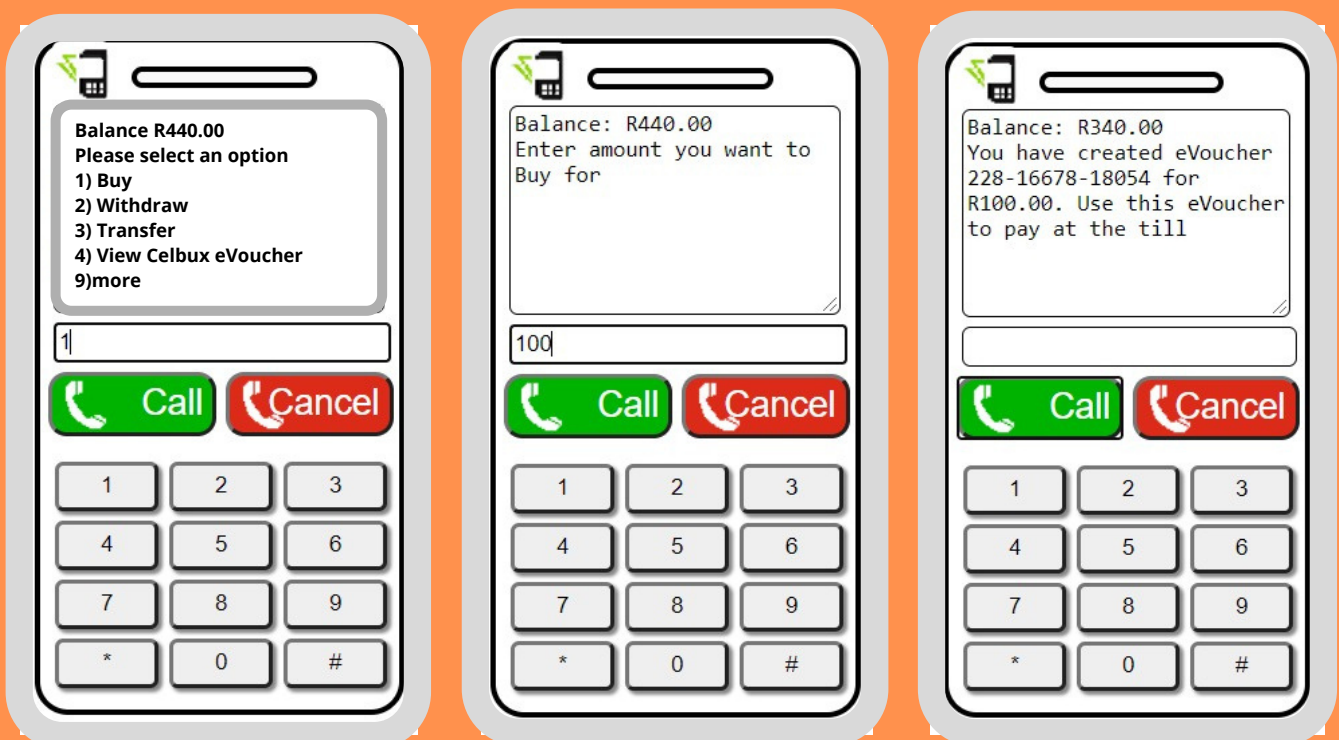 Balance R440.00
Please select an option
1) Buy
2) Withdraw
3) Transfer
4) View Celbux eVoucher
9)more
1
Call Cancel
1 2 3
4 5 6
7 8 9
* 0 #
Balance: R440.00
Enter amount you want to
Buy for
100
Call Cancel
1 2 3
4 5 6
7 8 9
* 0 #
Balance: R340.00
You have created eVoucher
228-16678-18054 for
R100.00. Use this eVoucher
to pay at the till
Call Cancel
1 2 3
4 5 6
7 8 9
* 0 #